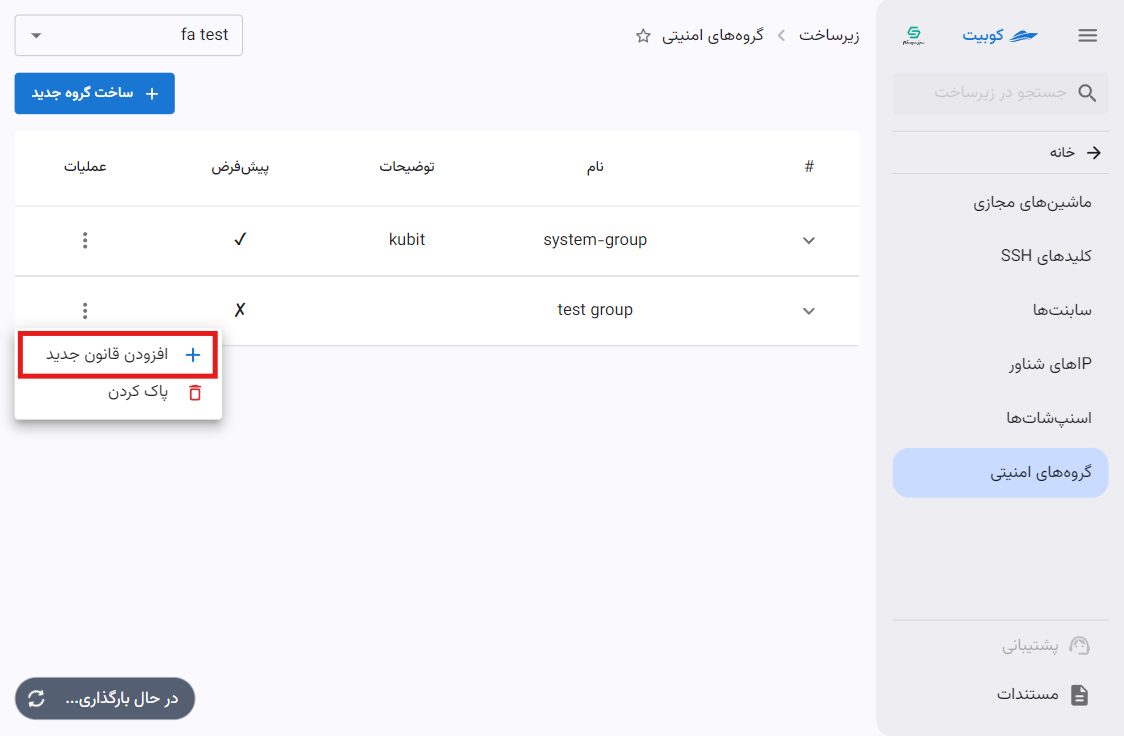 کوبیت
جستجو در زیرساخت
خانه
ماشین‌های مجازی
کلیدهای SSH
سابنت‌ها
IPهای شناور
اسنپ‌شات‌ها
گروه‌های امنیتی
پشتیبانی
مستندات
زیرساخت
گروه‌های امنیتی
fa test
ساخت گروه جدید
# نام توضیحات پیش‌فرض عملیات
system-group kubit ✓
test group ✗
افزودن قانون جدید
پاک کردن
در حال بارگذاری...